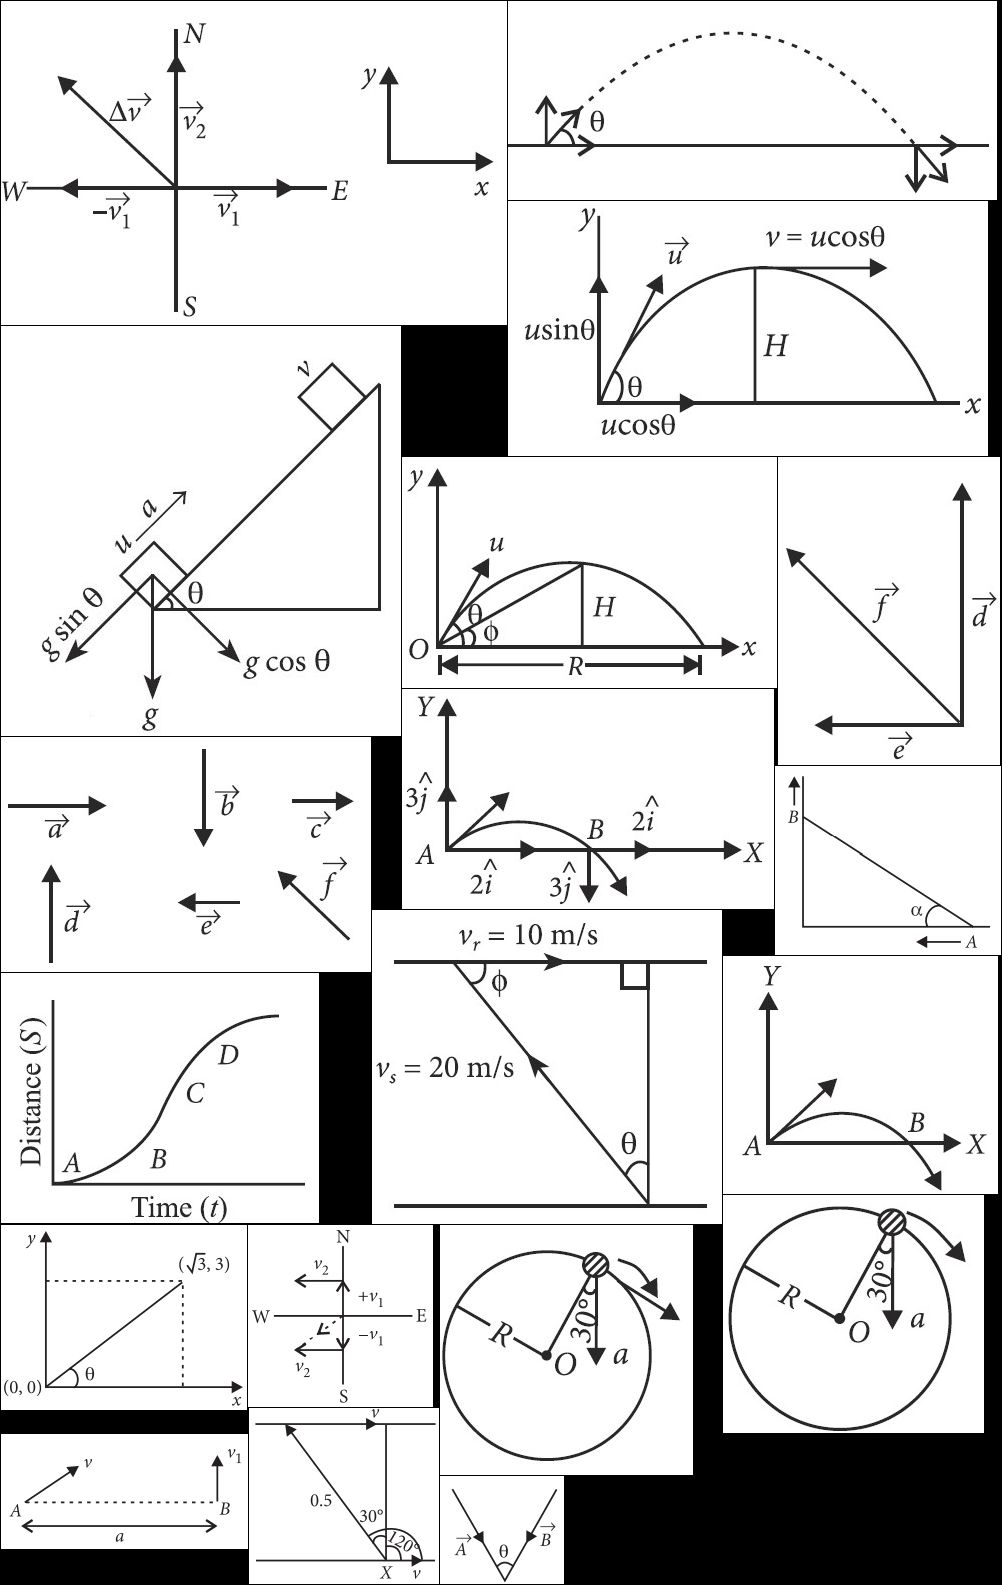 N
Δv⃗
v⃗₂
W
−v⃗₁
v⃗₁
E
S
y
x
θ
y
u⃗
v = ucosθ
usinθ
H
θ
ucosθ
x
v
a
u
θ
g sin θ
g cos θ
g
y
u
θ
ϕ
H
O
R
x
f⃗
d⃗
e⃗
a⃗
b⃗
c⃗
d⃗
e⃗
f⃗
Y
3ĵ
A
2î
B
2î
3ĵ
X
B
α
A
vᵣ = 10 m/s
ϕ
vₛ = 20 m/s
θ
Distance (S)
A
B
C
D
Time (t)
Y
A
B
X
y
(√3, 3)
θ
(0, 0)
x
N
v₂
+v₁
W
E
−v₁
v₂
S
R
30°
O
a
R
30°
O
a
A
v
v₁
B
a
v
0.5
30°
120°
X
v
A⃗
θ
B⃗